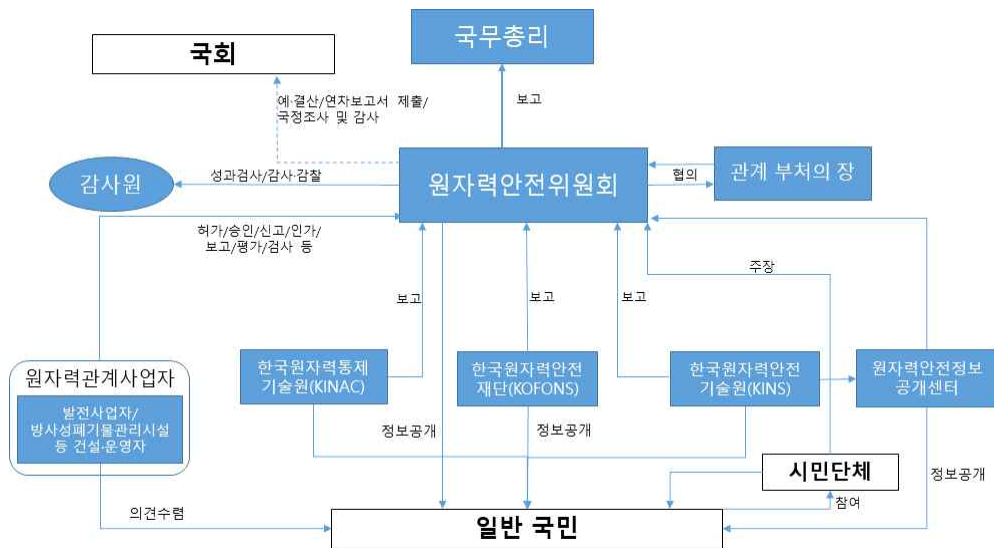 국무총리
국회
예·결산/연차보고서 제출/
국정조사 및 감사
보고
감사원
성과검사/감사·감찰
원자력안전위원회
협의
관계 부처의 장
허가/승인/신고/인가/
보고/평가/검사 등
주장
보고
보고
보고
원자력관계사업자
발전사업자/
방사성폐기물관리시설
등 건설·운영자
한국원자력통제
기술원(KINAC)
한국원자력안전
재단(KOFONS)
한국원자력안전
기술원(KINS)
원자력안전정보
공개센터
정보공개
정보공개
시민단체
정보공개
참여
의견수렴
일반 국민